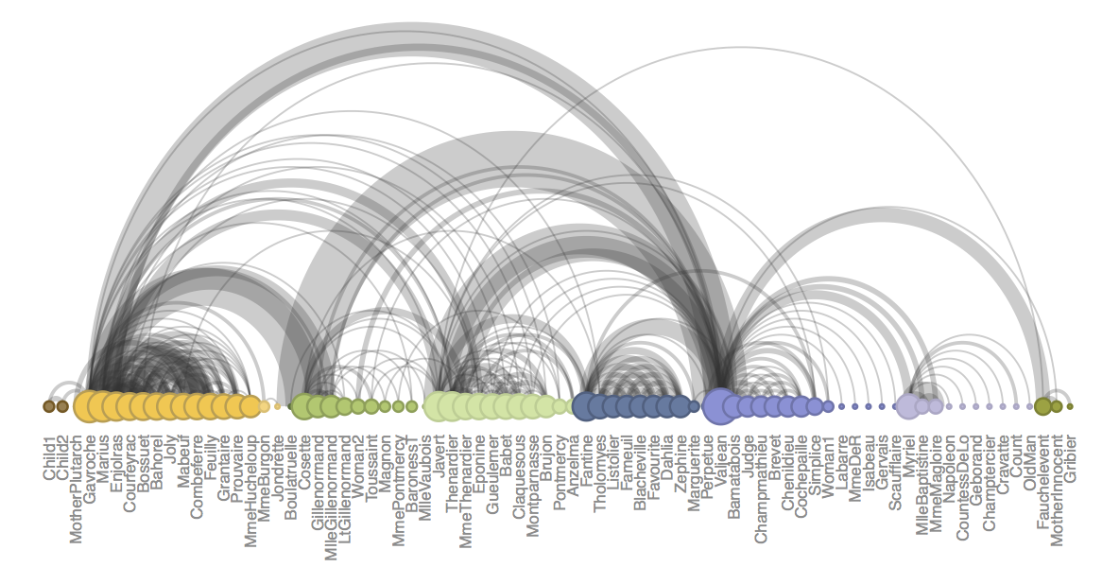 Child1
Child2
MotherPlutarch
Gavroche
Marius
Enjolras
Courfeyrac
Bossuet
Bahorel
Joly
Mabeuf
Combeferre
Feuilly
Grantaire
Prouvaire
MmeHucheloup
MmeBurgon
Jondrette
Boulatruelle
Cosette
Gillenormand
MlleGillenormand
LtGillenormand
Woman2
Toussaint
Magnon
MmePontmercy
BaronessT
MlleVaubois
Javert
Thenardier
MmeThenardier
Eponine
Gueulemer
Babet
Claquesous
Montparnasse
Brujon
Pontmercy
Anzelma
Fantine
Tholomyes
Listolier
Fameuil
Blacheville
Favourite
Dahlia
Zephine
Marguerite
Perpetue
Valjean
Bamatabois
Judge
Champmathieu
Brevet
Chenildieu
Cochepaille
Simplice
Woman1
Labarre
MmeDeR
Isabeau
Gervais
Scaufflaire
Myriel
MlleBaptistine
MmeMagloire
Napoleon
CountessDeLo
Geborand
Champtercier
Cravatte
Count
OldMan
Fauchelevent
MotherInnocent
Gribier